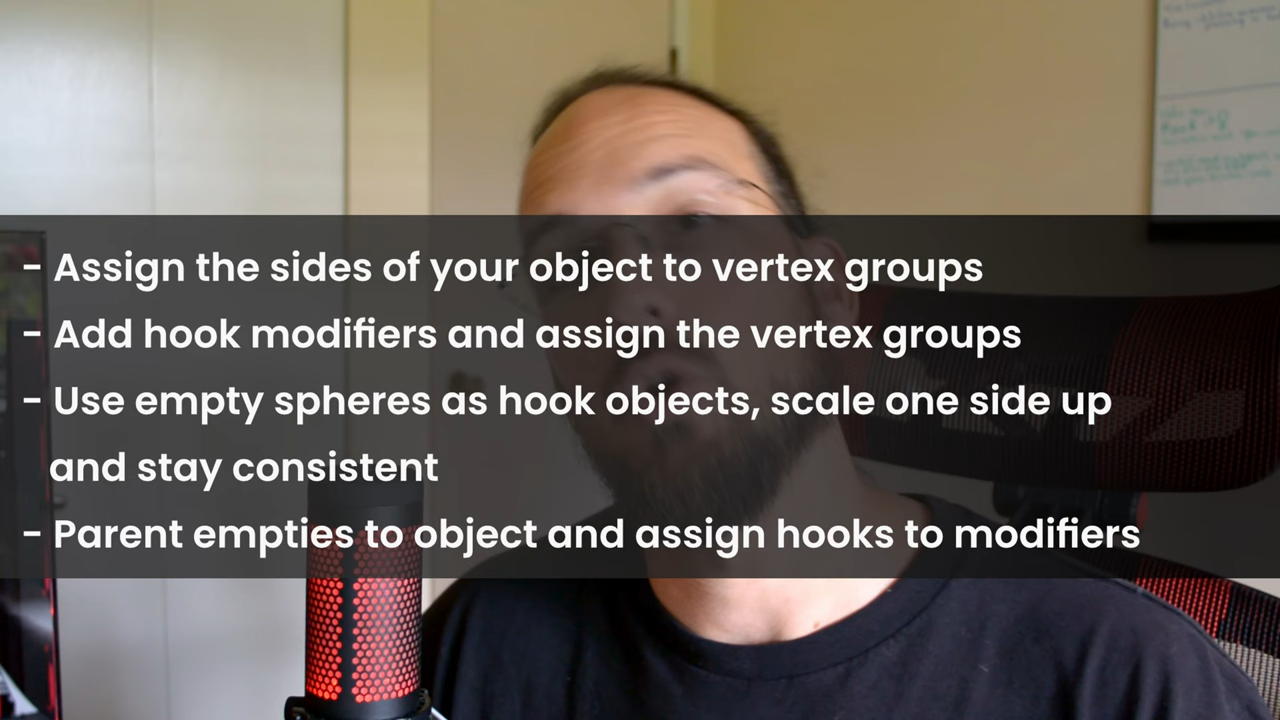 - Assign the sides of your object to vertex groups
- Add hook modifiers and assign the vertex groups
- Use empty spheres as hook objects, scale one side up
and stay consistent
- Parent empties to object and assign hooks to modifiers